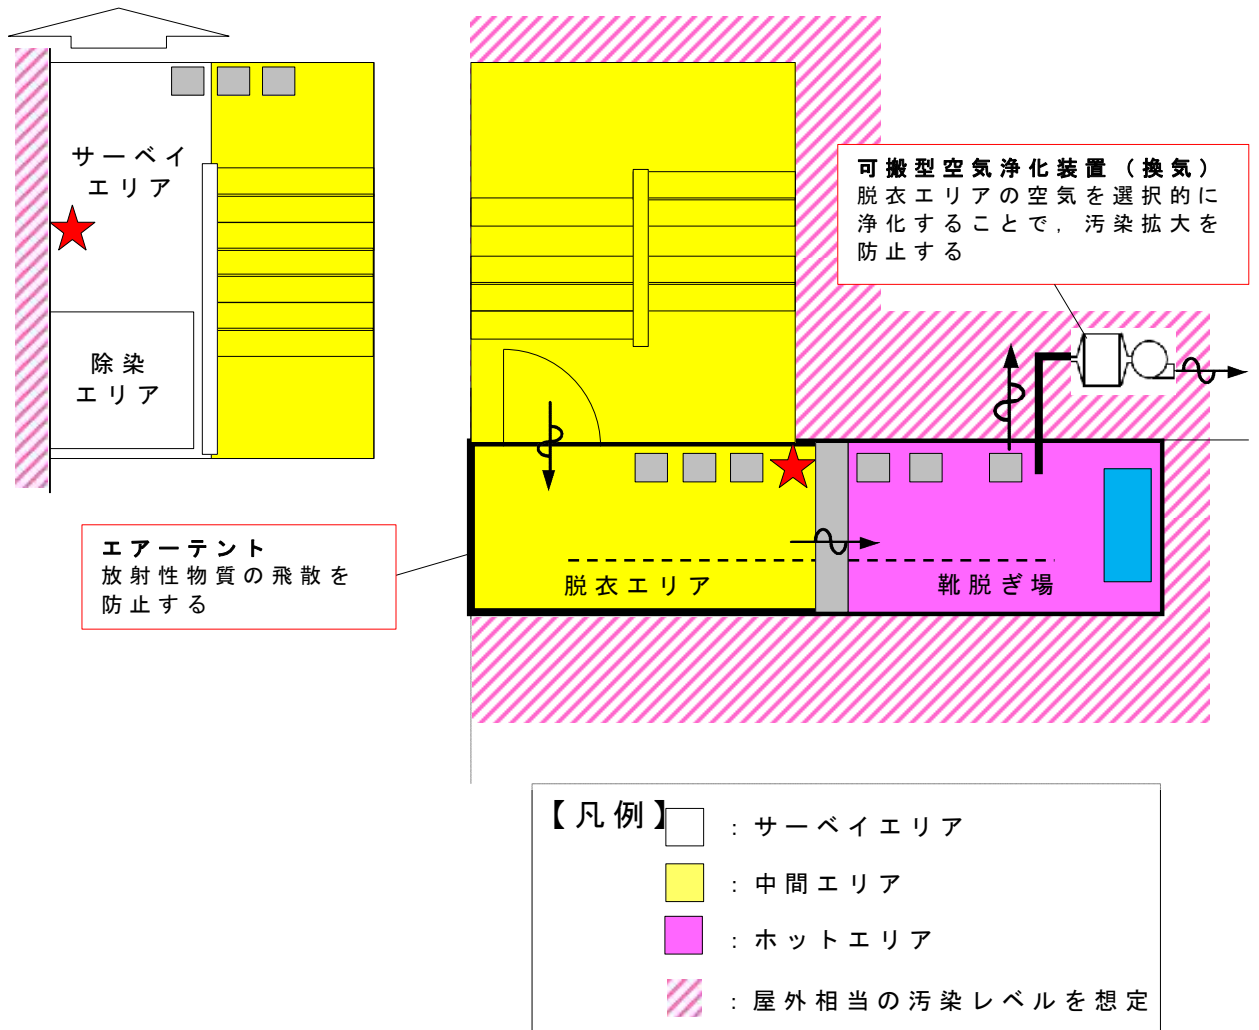 サーベイ
エリア
除染
エリア
可搬型空気浄化装置（換気）
脱衣エリアの空気を選択的に
浄化することで，汚染拡大を
防止する
エアーテント
放射性物質の飛散を
防止する
脱衣エリア
靴脱ぎ場
【凡例】
：サーベイエリア
：中間エリア
：ホットエリア
：屋外相当の汚染レベルを想定